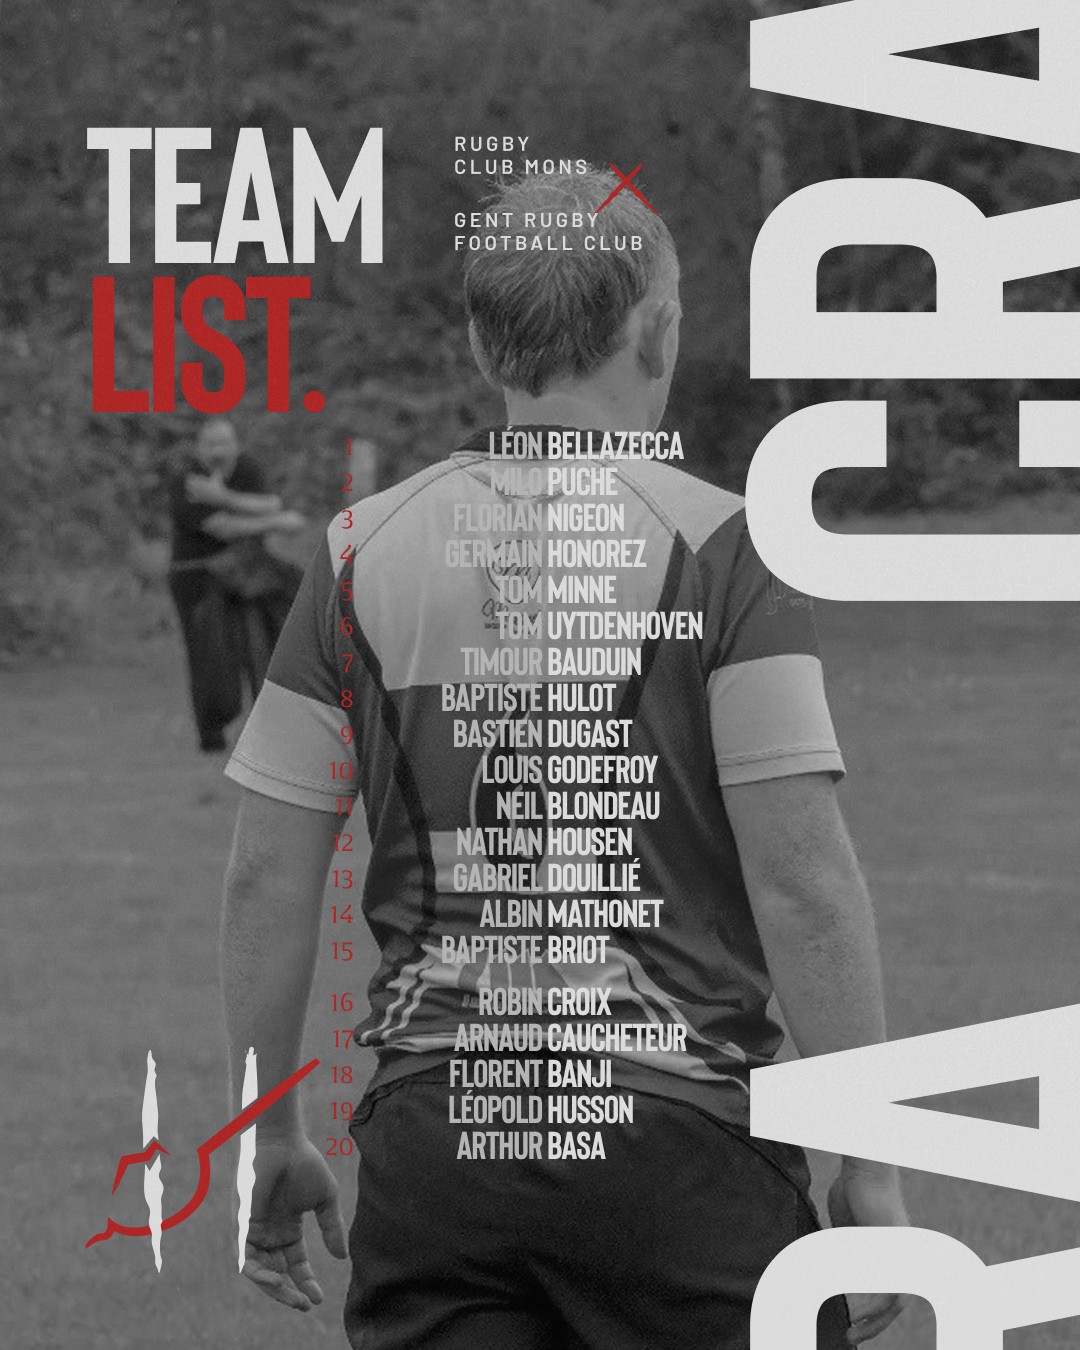 TEAM
LIST.
RUGBY
CLUB MONS
GENT RUGBY
FOOTBALL CLUB
1 LÉON BELLAZECCA
2 MILO PUCHE
3 FLORIAN NIGEON
4 GERMAIN HONOREZ
5 TOM MINNE
6 TOM UYTDENHOVEN
7 TIMOUR BAUDUIN
8 BAPTISTE HULOT
9 BASTIEN DUGAST
10 LOUIS GODEFROY
11 NEIL BLONDEAU
12 NATHAN HOUSEN
13 GABRIEL DOUILLIÉ
14 ALBIN MATHONET
15 BAPTISTE BRIOT
16 ROBIN CROIX
17 ARNAUD CAUCHETEUR
18 FLORENT BANJI
19 LÉOPOLD HUSSON
20 ARTHUR BASA
RA CRA